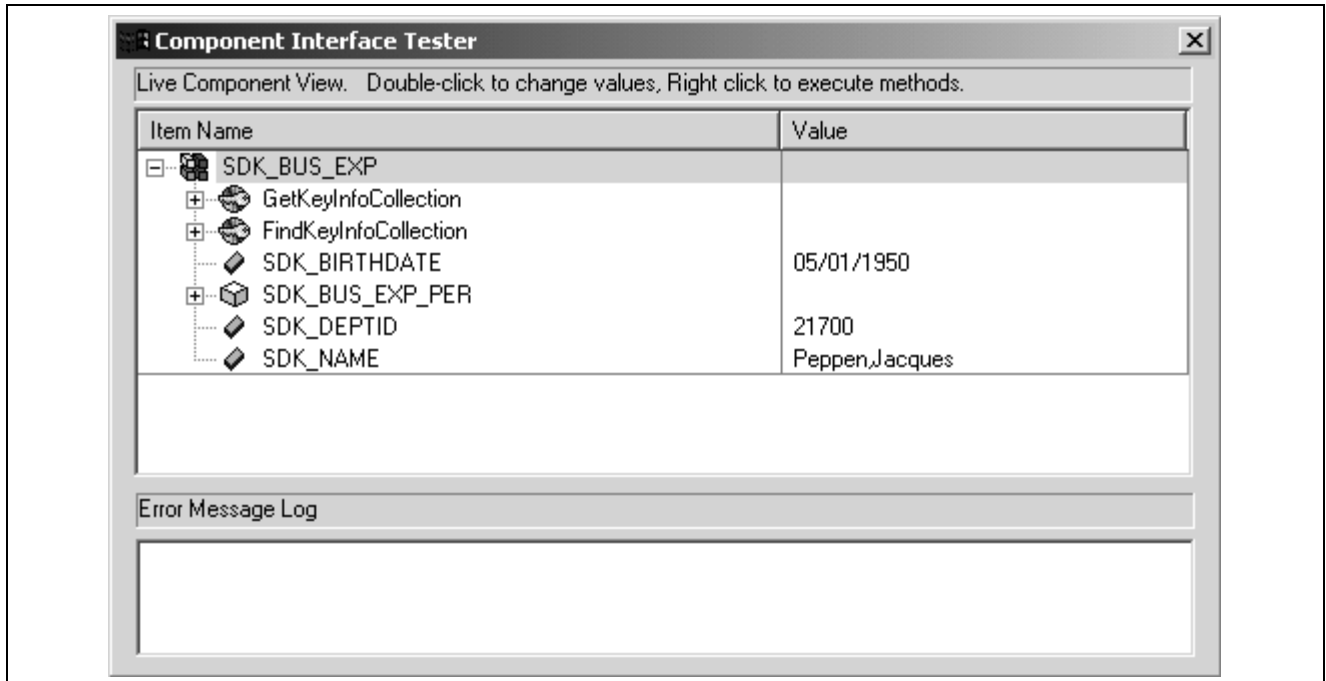 Component Interface Tester
Live Component View. Double-click to change values, Right click to execute methods.
Item Name Value
SDK_BUS_EXP
GetKeyInfoCollection
FindKeyInfoCollection
SDK_BIRTHDATE 05/01/1950
SDK_BUS_EXP_PER
SDK_DEPTID 21700
SDK_NAME Peppen,Jacques
Error Message Log